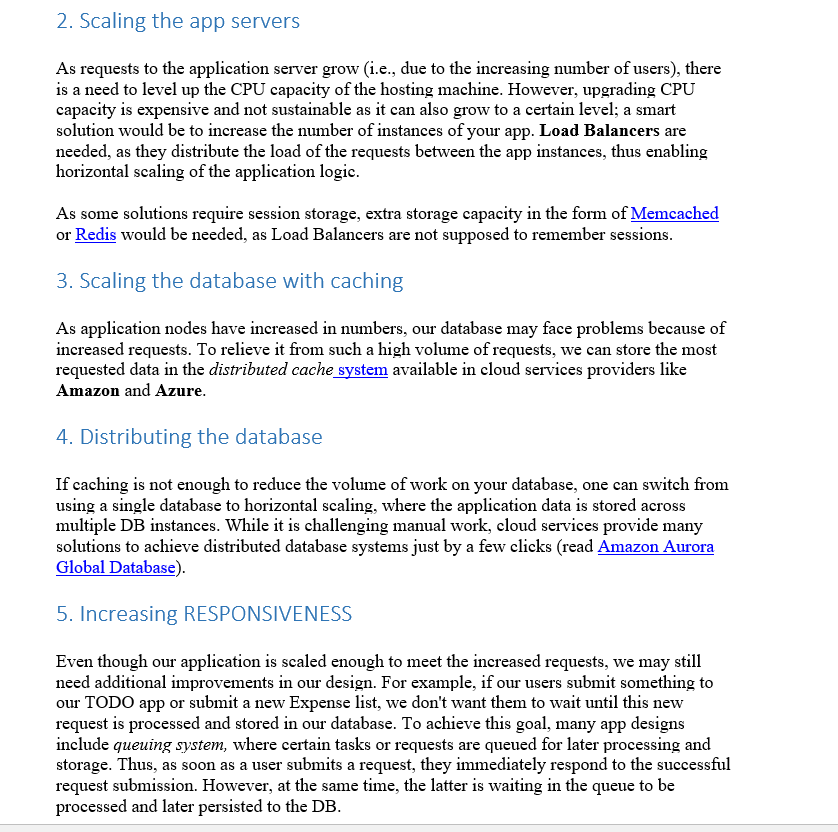 2. Scaling the app servers
As requests to the application server grow (i.e., due to the increasing number of users), there
is a need to level up the CPU capacity of the hosting machine. However, upgrading CPU
capacity is expensive and not sustainable as it can also grow to a certain level; a smart
solution would be to increase the number of instances of your app. Load Balancers are
needed, as they distribute the load of the requests between the app instances, thus enabling
horizontal scaling of the application logic.
As some solutions require session storage, extra storage capacity in the form of Memcached
or Redis would be needed, as Load Balancers are not supposed to remember sessions.
3. Scaling the database with caching
As application nodes have increased in numbers, our database may face problems because of
increased requests. To relieve it from such a high volume of requests, we can store the most
requested data in the distributed cache system available in cloud services providers like
Amazon and Azure.
4. Distributing the database
If caching is not enough to reduce the volume of work on your database, one can switch from
using a single database to horizontal scaling, where the application data is stored across
multiple DB instances. While it is challenging manual work, cloud services provide many
solutions to achieve distributed database systems just by a few clicks (read Amazon Aurora
Global Database).
5. Increasing RESPONSIVENESS
Even though our application is scaled enough to meet the increased requests, we may still
need additional improvements in our design. For example, if our users submit something to
our TODO app or submit a new Expense list, we don't want them to wait until this new
request is processed and stored in our database. To achieve this goal, many app designs
include queuing system, where certain tasks or requests are queued for later processing and
storage. Thus, as soon as a user submits a request, they immediately respond to the successful
request submission. However, at the same time, the latter is waiting in the queue to be
processed and later persisted to the DB.